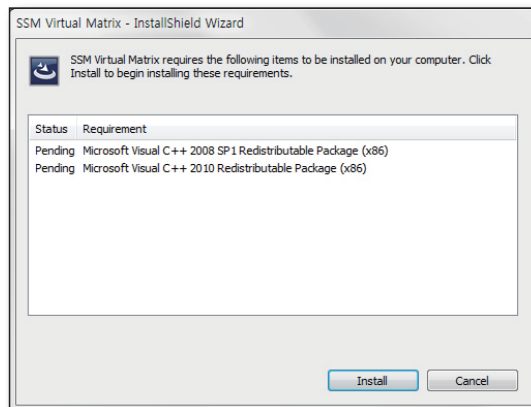 SSM Virtual Matrix - InstallShield Wizard
SSM Virtual Matrix requires the following items to be installed on your computer. Click
Install to begin installing these requirements.
Status Requirement
Pending Microsoft Visual C++ 2008 SP1 Redistributable Package (x86)
Pending Microsoft Visual C++ 2010 Redistributable Package (x86)
Install Cancel